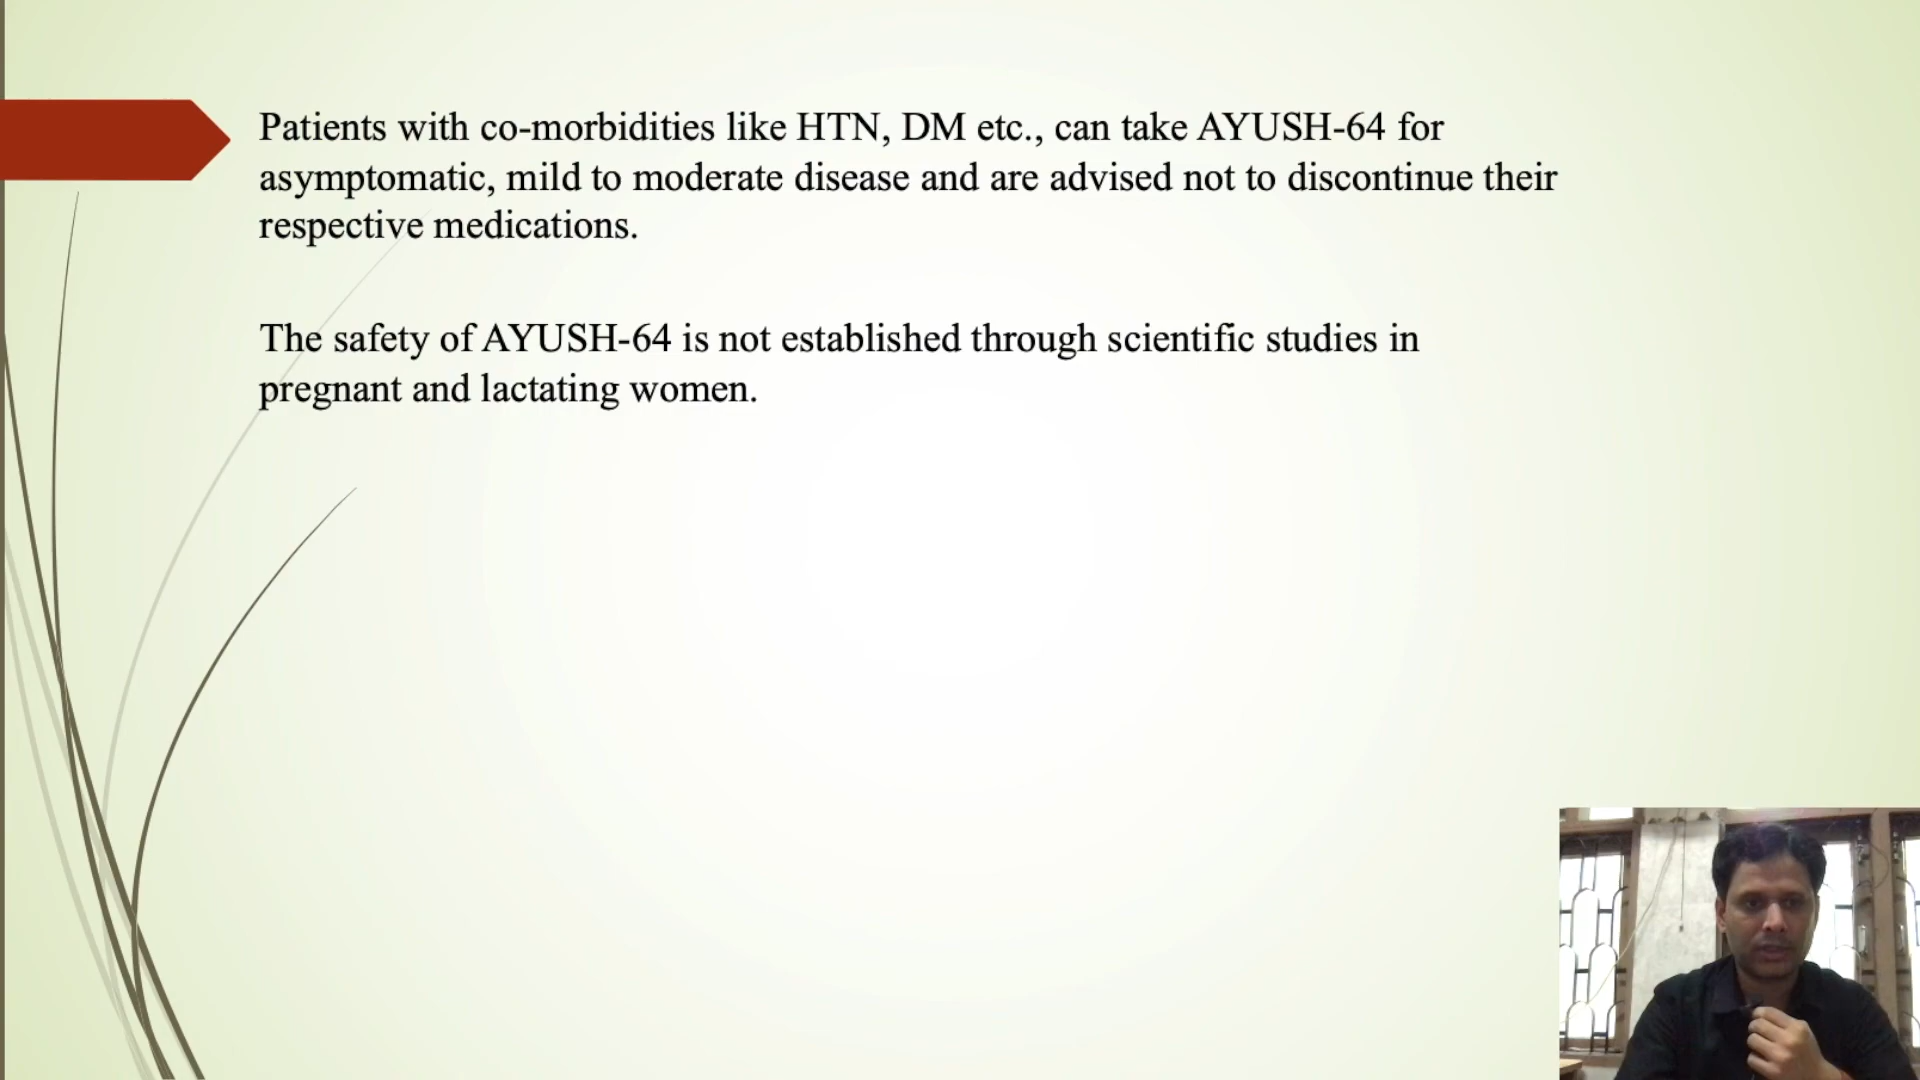 Patients with co-morbidities like HTN, DM etc., can take AYUSH-64 for
asymptomatic, mild to moderate disease and are advised not to discontinue their
respective medications.
The safety of AYUSH-64 is not established through scientific studies in
pregnant and lactating women.